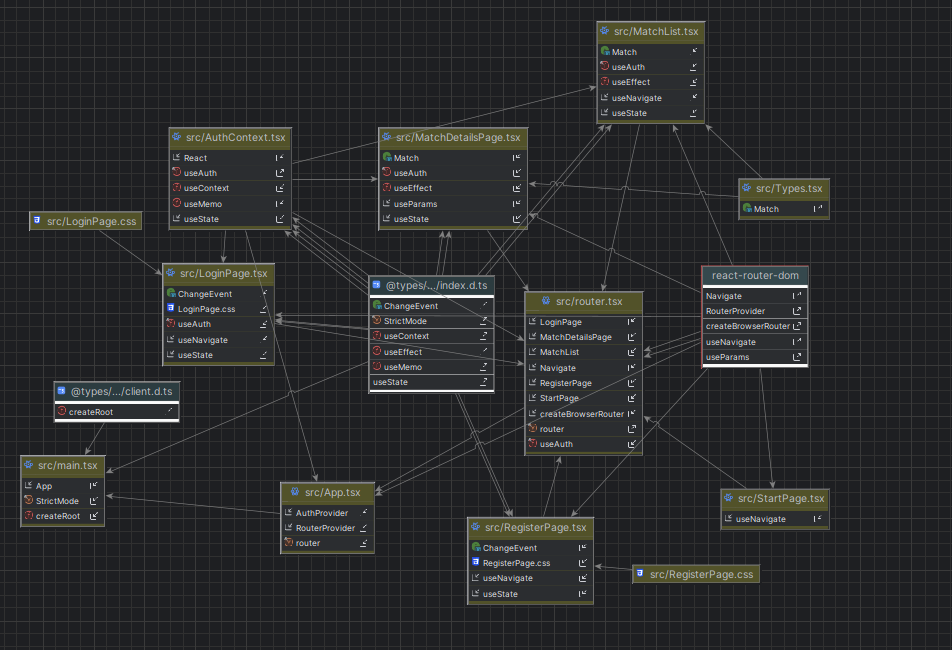 src/MatchList.tsx
Match
useAuth
useEffect
useNavigate
useState
src/AuthContext.tsx
React
useAuth
useContext
useMemo
useState
src/MatchDetailsPage.tsx
Match
useAuth
useEffect
useParams
useState
src/Types.tsx
Match
src/LoginPage.css
src/LoginPage.tsx
ChangeEvent
LoginPage.css
useAuth
useNavigate
useState
@types/.../index.d.ts
ChangeEvent
StrictMode
useContext
useEffect
useMemo
useState
src/router.tsx
LoginPage
MatchDetailsPage
MatchList
Navigate
RegisterPage
StartPage
createBrowserRouter
router
useAuth
react-router-dom
Navigate
RouterProvider
createBrowserRouter
useNavigate
useParams
@types/.../client.d.ts
createRoot
src/main.tsx
App
StrictMode
createRoot
src/App.tsx
AuthProvider
RouterProvider
router
src/StartPage.tsx
useNavigate
src/RegisterPage.tsx
ChangeEvent
RegisterPage.css
useNavigate
useState
src/RegisterPage.css